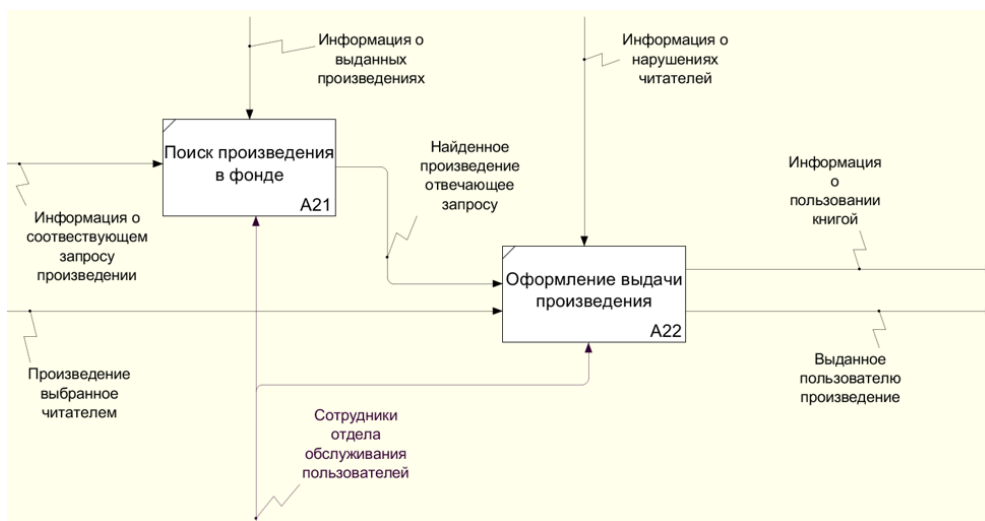 Информация о
выданных
произведениях
Информация о
нарушениях
читателей
Поиск произведения
в фонде
A21
Найденное
произведение
отвечающее
запросу
Информация
о
пользовании
книгой
Информация о
соотвествующем
запросу
произведении
Оформление выдачи
произведения
A22
Произведение
выбранное
читателем
Выданное
пользователю
произведение
Сотрудники
отдела
обслуживания
пользователей